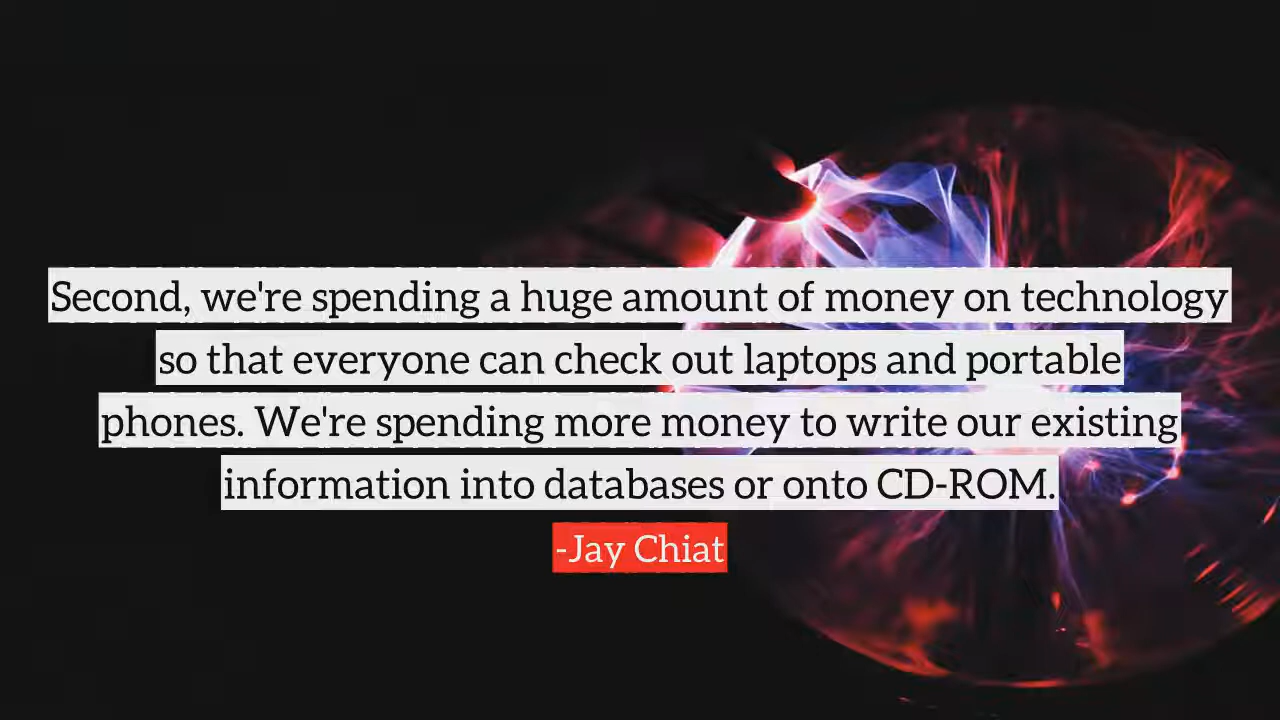 Second, we're spending a huge amount of money on technology
so that everyone can check out laptops and portable
phones. We're spending more money to write our existing
information into databases or onto CD-ROM.
-Jay Chiat